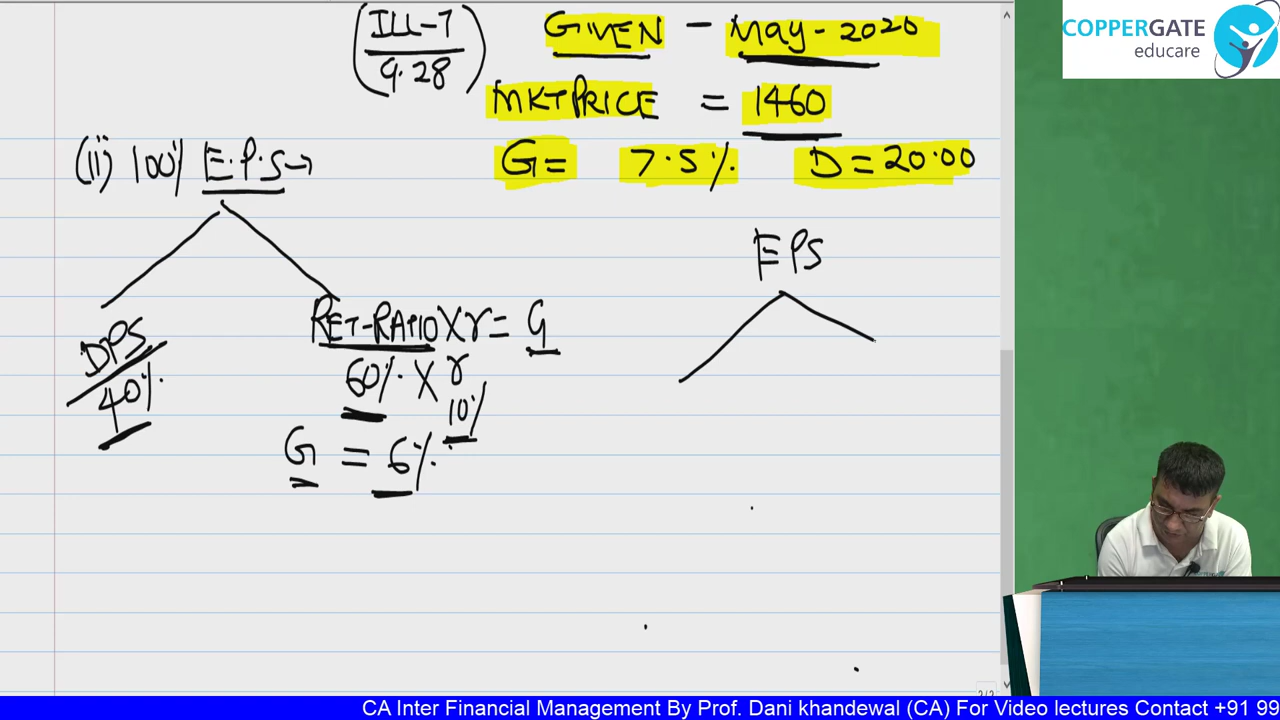 (ILL-7
9.28)
GIVEN - May-2020
MKT PRICE = 1460
G = 7.5% D = 20.00
(ii) 100% E.P.S →
DPS
40%
RET-RATIO X r = G
60% X r
10%
G = 6%
EPS
COPPERGATE
educare
2/2
CA Inter Financial Management By Prof. Dani khandewal (CA) For Video lectures Contact +91 99